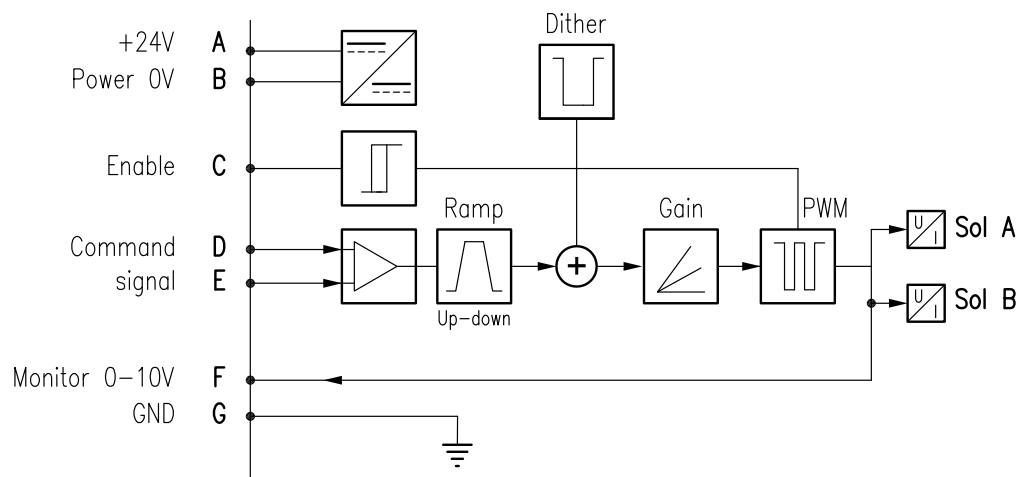 Dither
+24V A
Power 0V B
Enable C
Ramp Gain PWM
Command D
signal E
U I Sol A
Up-down
U I Sol B
Monitor 0-10V F
GND G